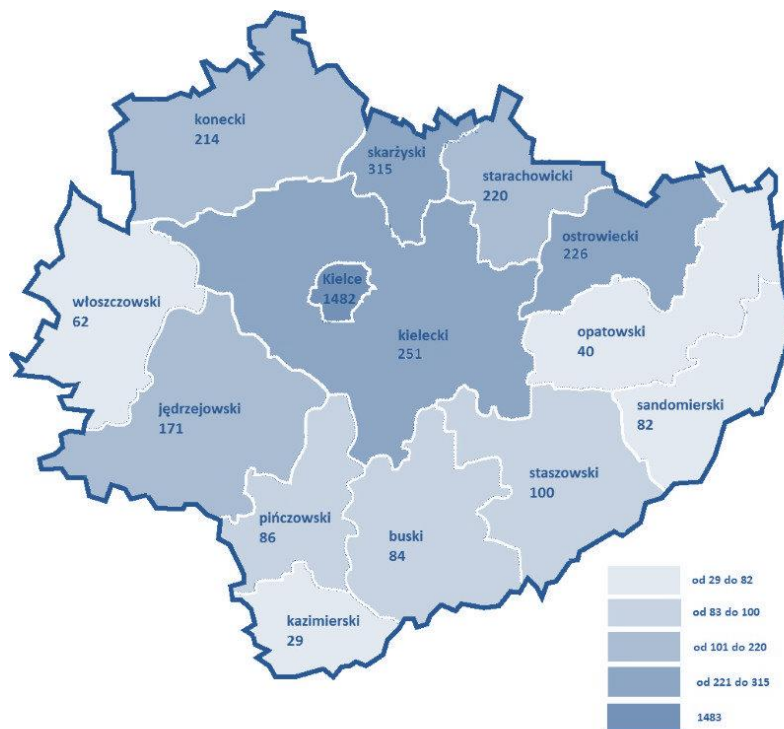 konecki
214
skarżyski
315
starachowicki
220
ostrowiecki
226
Kielce
1482
włoszczowski
62
kielecki
251
opatowski
40
jędrzejowski
171
sandomierski
82
staszowski
100
pińczowski
86
buski
84
kazimierski
29
od 29 do 82
od 83 do 100
od 101 do 220
od 221 do 315
1483